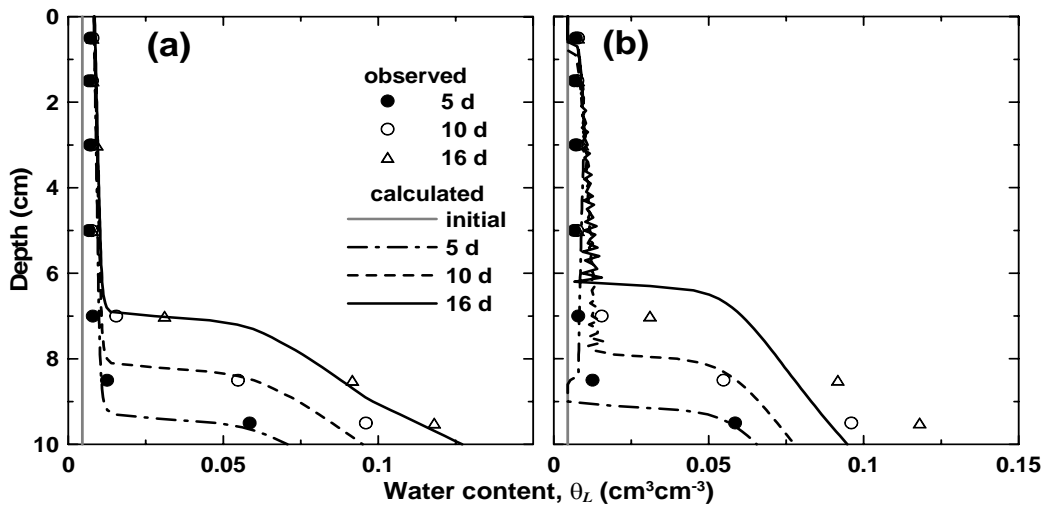 (a)
(b)
observed
5 d
10 d
16 d
calculated
initial
5 d
10 d
16 d
Depth (cm)
0
2
4
6
8
10
0 0.05 0.1
0 0.05 0.1 0.15
Water content, θL (cm³cm⁻³)